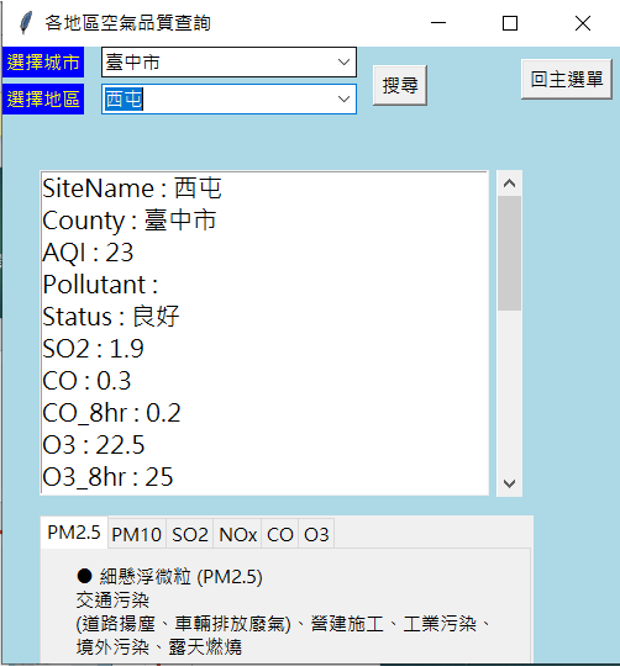 各地區空氣品質查詢
選擇城市 臺中市
搜尋 回主選單
選擇地區 西屯
SiteName : 西屯
County : 臺中市
AQI : 23
Pollutant :
Status : 良好
SO2 : 1.9
CO : 0.3
CO_8hr : 0.2
O3 : 22.5
O3_8hr : 25
PM2.5 PM10 SO2 NOx CO O3
● 細懸浮微粒 (PM2.5)
交通污染
(道路揚塵、車輛排放廢氣)、營建施工、工業污染、
境外污染、露天燃燒